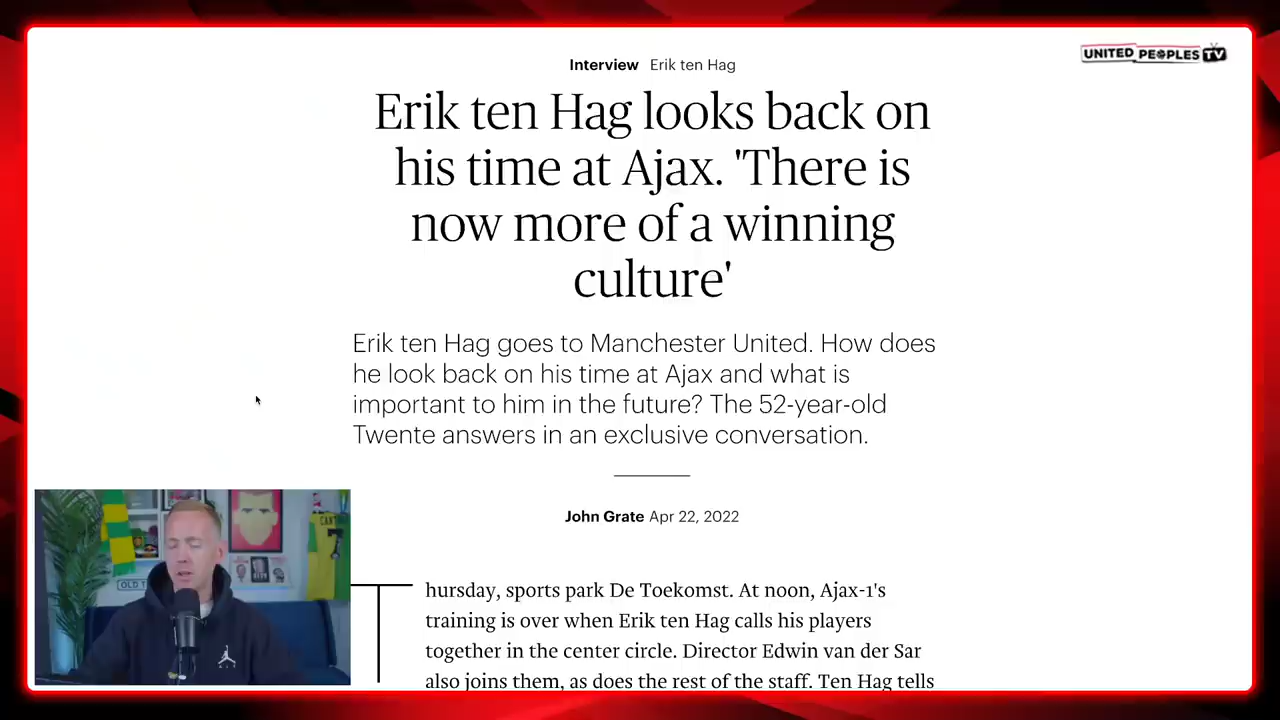 UNITED PEOPLES TV
Interview Erik ten Hag
Erik ten Hag looks back on
his time at Ajax. 'There is
now more of a winning
culture'
Erik ten Hag goes to Manchester United. How does
he look back on his time at Ajax and what is
important to him in the future? The 52-year-old
Twente answers in an exclusive conversation.
John Grate Apr 22, 2022
Thursday, sports park De Toekomst. At noon, Ajax-1's
training is over when Erik ten Hag calls his players
together in the center circle. Director Edwin van der Sar
also joins them, as does the rest of the staff. Ten Hag tells
OLD T
7